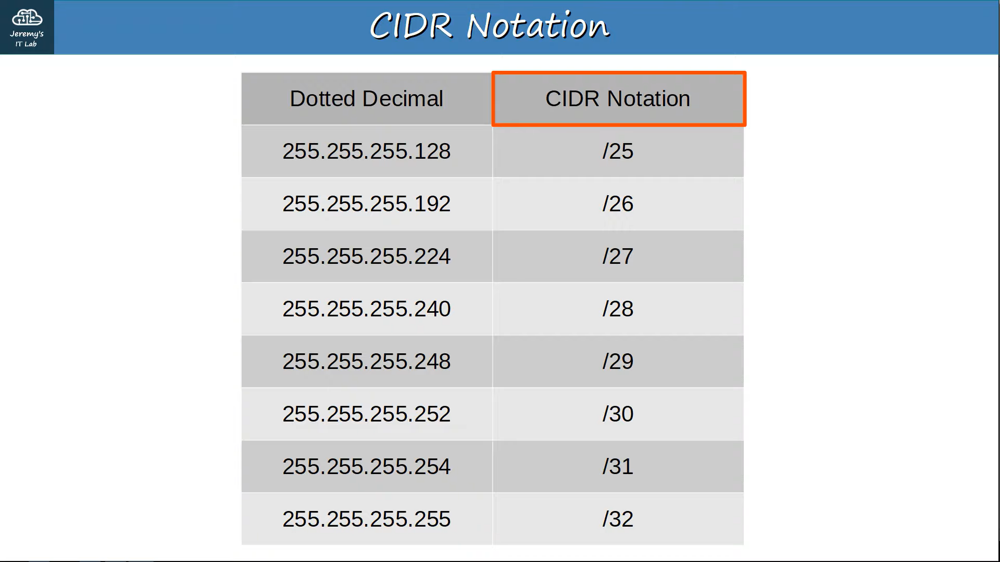 Jeremy's
IT Lab
CIDR Notation
Dotted Decimal CIDR Notation
255.255.255.128 /25
255.255.255.192 /26
255.255.255.224 /27
255.255.255.240 /28
255.255.255.248 /29
255.255.255.252 /30
255.255.255.254 /31
255.255.255.255 /32